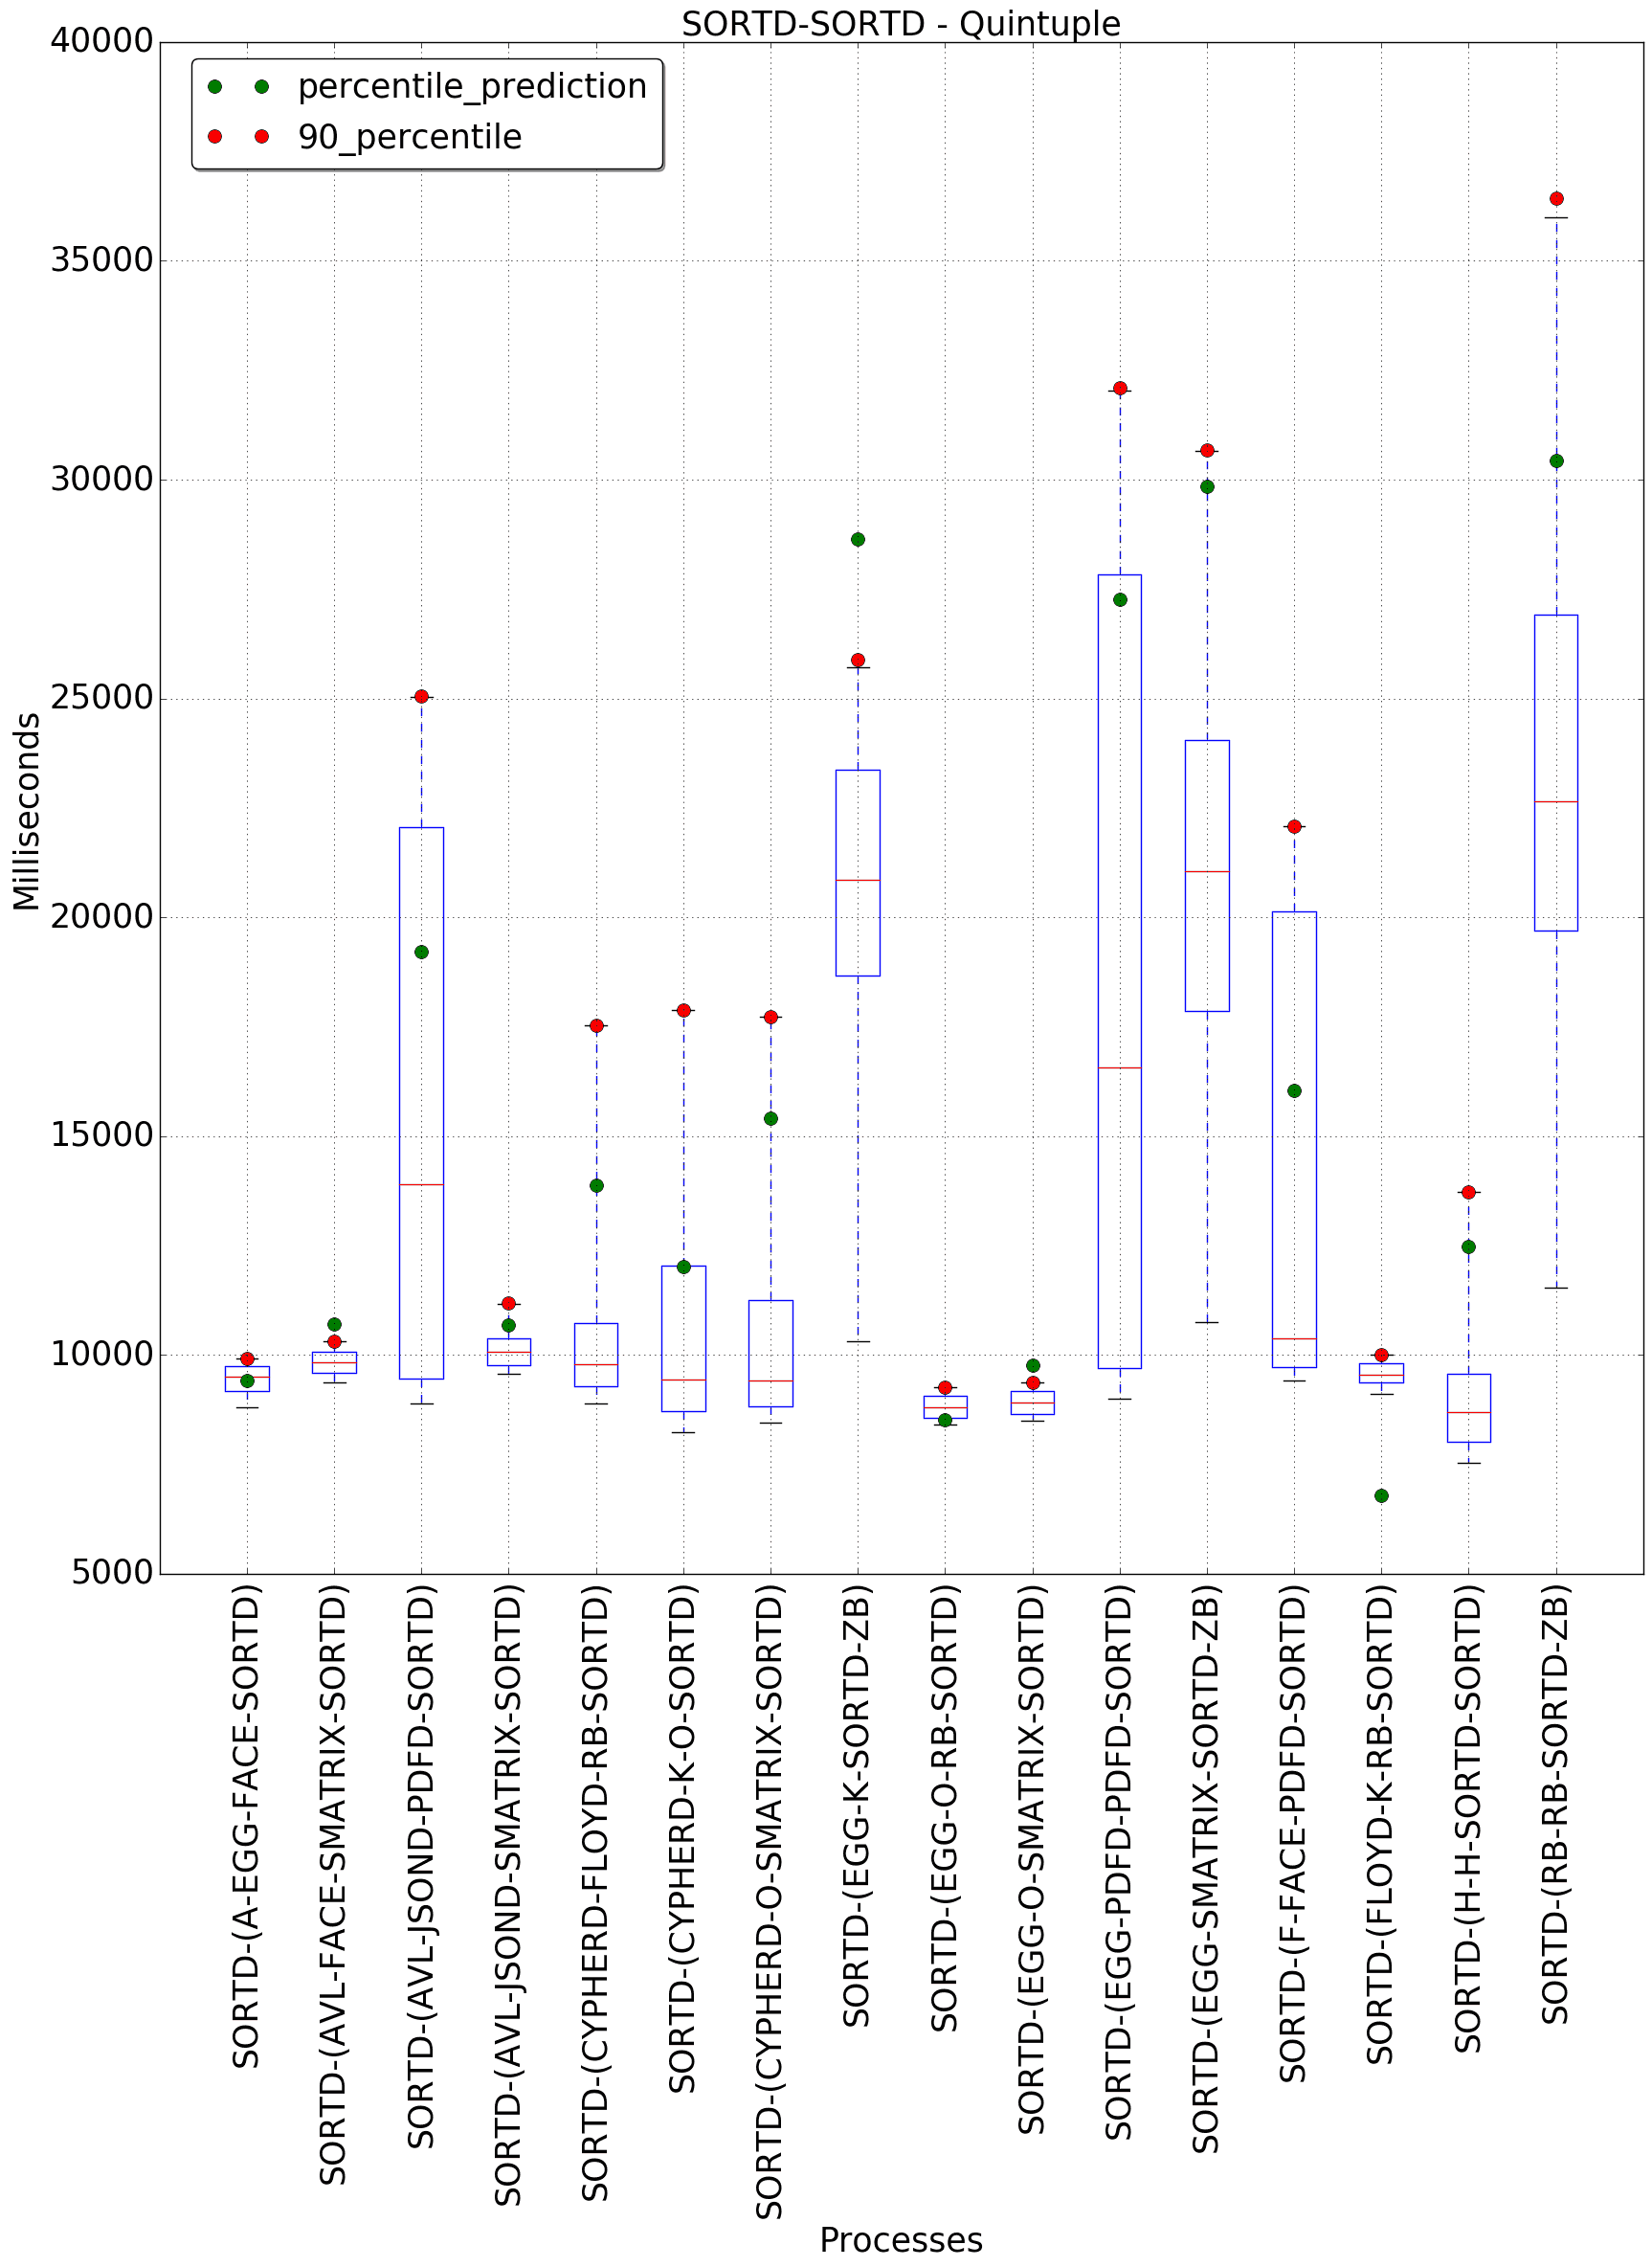 SORTD-SORTD - Quintuple
percentile_prediction
90_percentile
40000
35000
30000
25000
20000
15000
10000
5000
Milliseconds
SORTD-(A-EGG-FACE-SORTD)
SORTD-(AVL-FACE-SMATRIX-SORTD)
SORTD-(AVL-JSOND-PDFD-SORTD)
SORTD-(AVL-JSOND-SMATRIX-SORTD)
SORTD-(CYPHERD-FLOYD-RB-SORTD)
SORTD-(CYPHERD-K-O-SORTD)
SORTD-(CYPHERD-O-SMATRIX-SORTD)
SORTD-(EGG-K-SORTD-ZB)
SORTD-(EGG-O-RB-SORTD)
SORTD-(EGG-O-SMATRIX-SORTD)
SORTD-(EGG-PDFD-PDFD-SORTD)
SORTD-(EGG-SMATRIX-SORTD-ZB)
SORTD-(F-FACE-PDFD-SORTD)
SORTD-(FLOYD-K-RB-SORTD)
SORTD-(H-H-SORTD-SORTD)
SORTD-(RB-RB-SORTD-ZB)
Processes